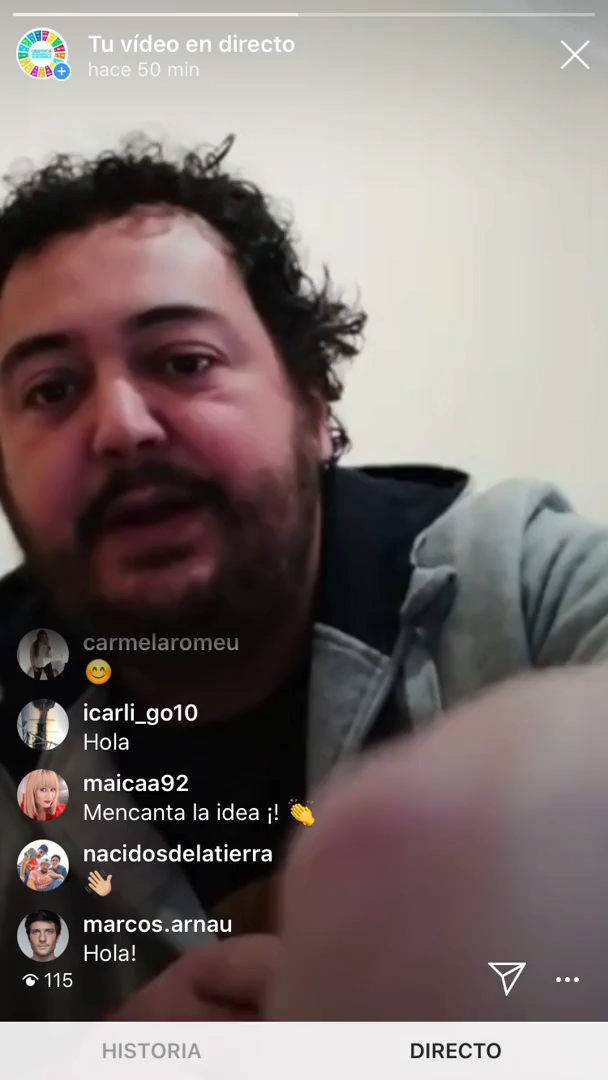 Tu vídeo en directo
hace 50 min
carmelaromeu
😊
icarli_go10
Hola
maicaa92
Mencanta la idea ¡! 👏
nacidosdelatierra
👋🏼
marcos.arnau
Hola!
115
HISTORIA
DIRECTO